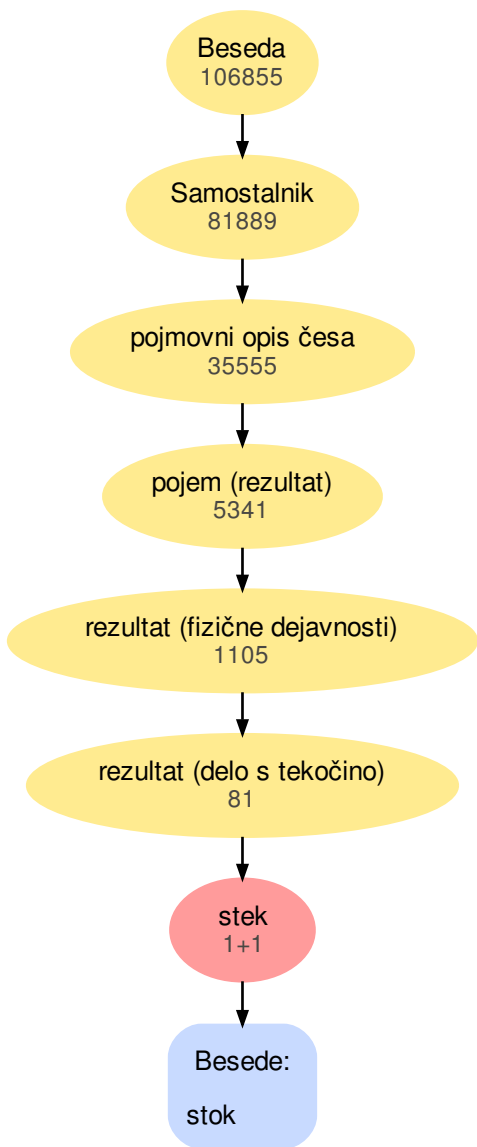 Beseda
106855
Samostalnik
81889
pojmovni opis česa
35555
pojem (rezultat)
5341
rezultat (fizične dejavnosti)
1105
rezultat (delo s tekočino)
81
stek
1+1
Besede:
stok